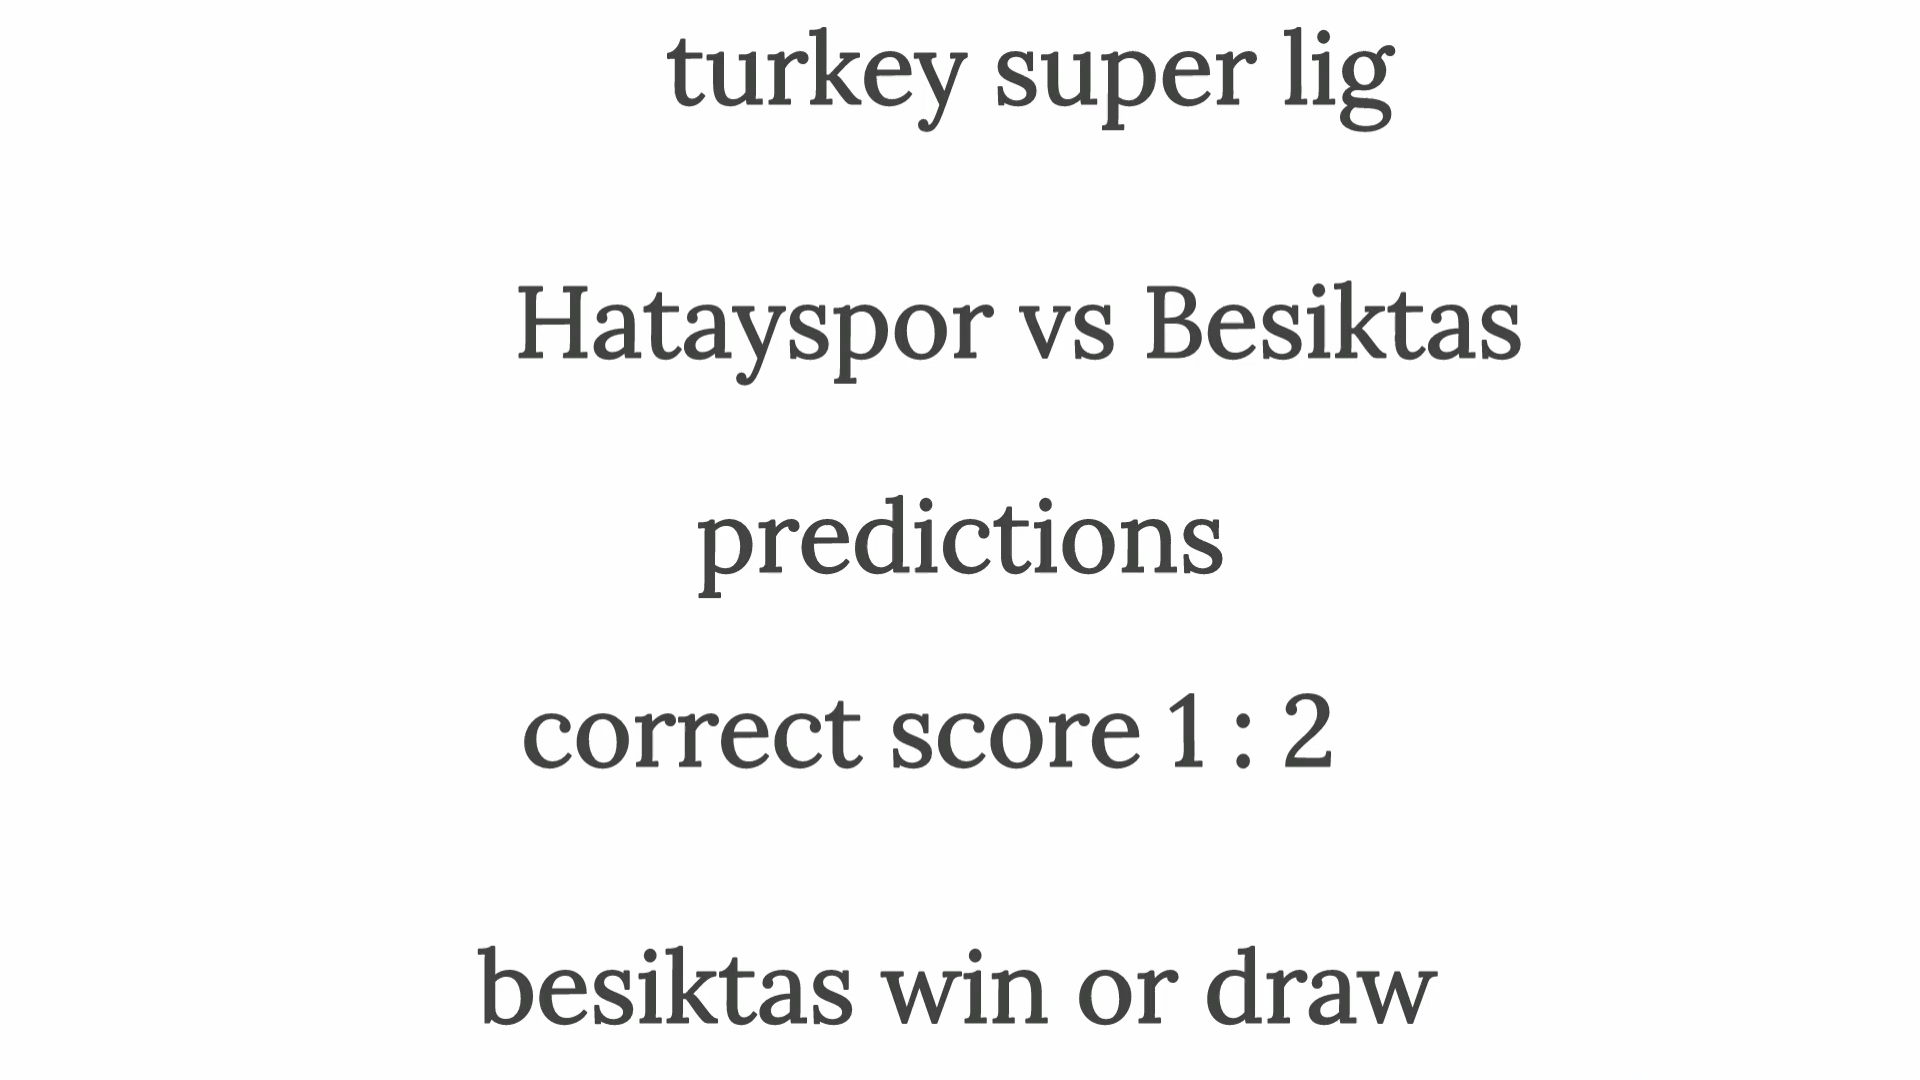 turkey super lig
Hatayspor vs Besiktas
predictions
correct score 1 : 2
besiktas win or draw